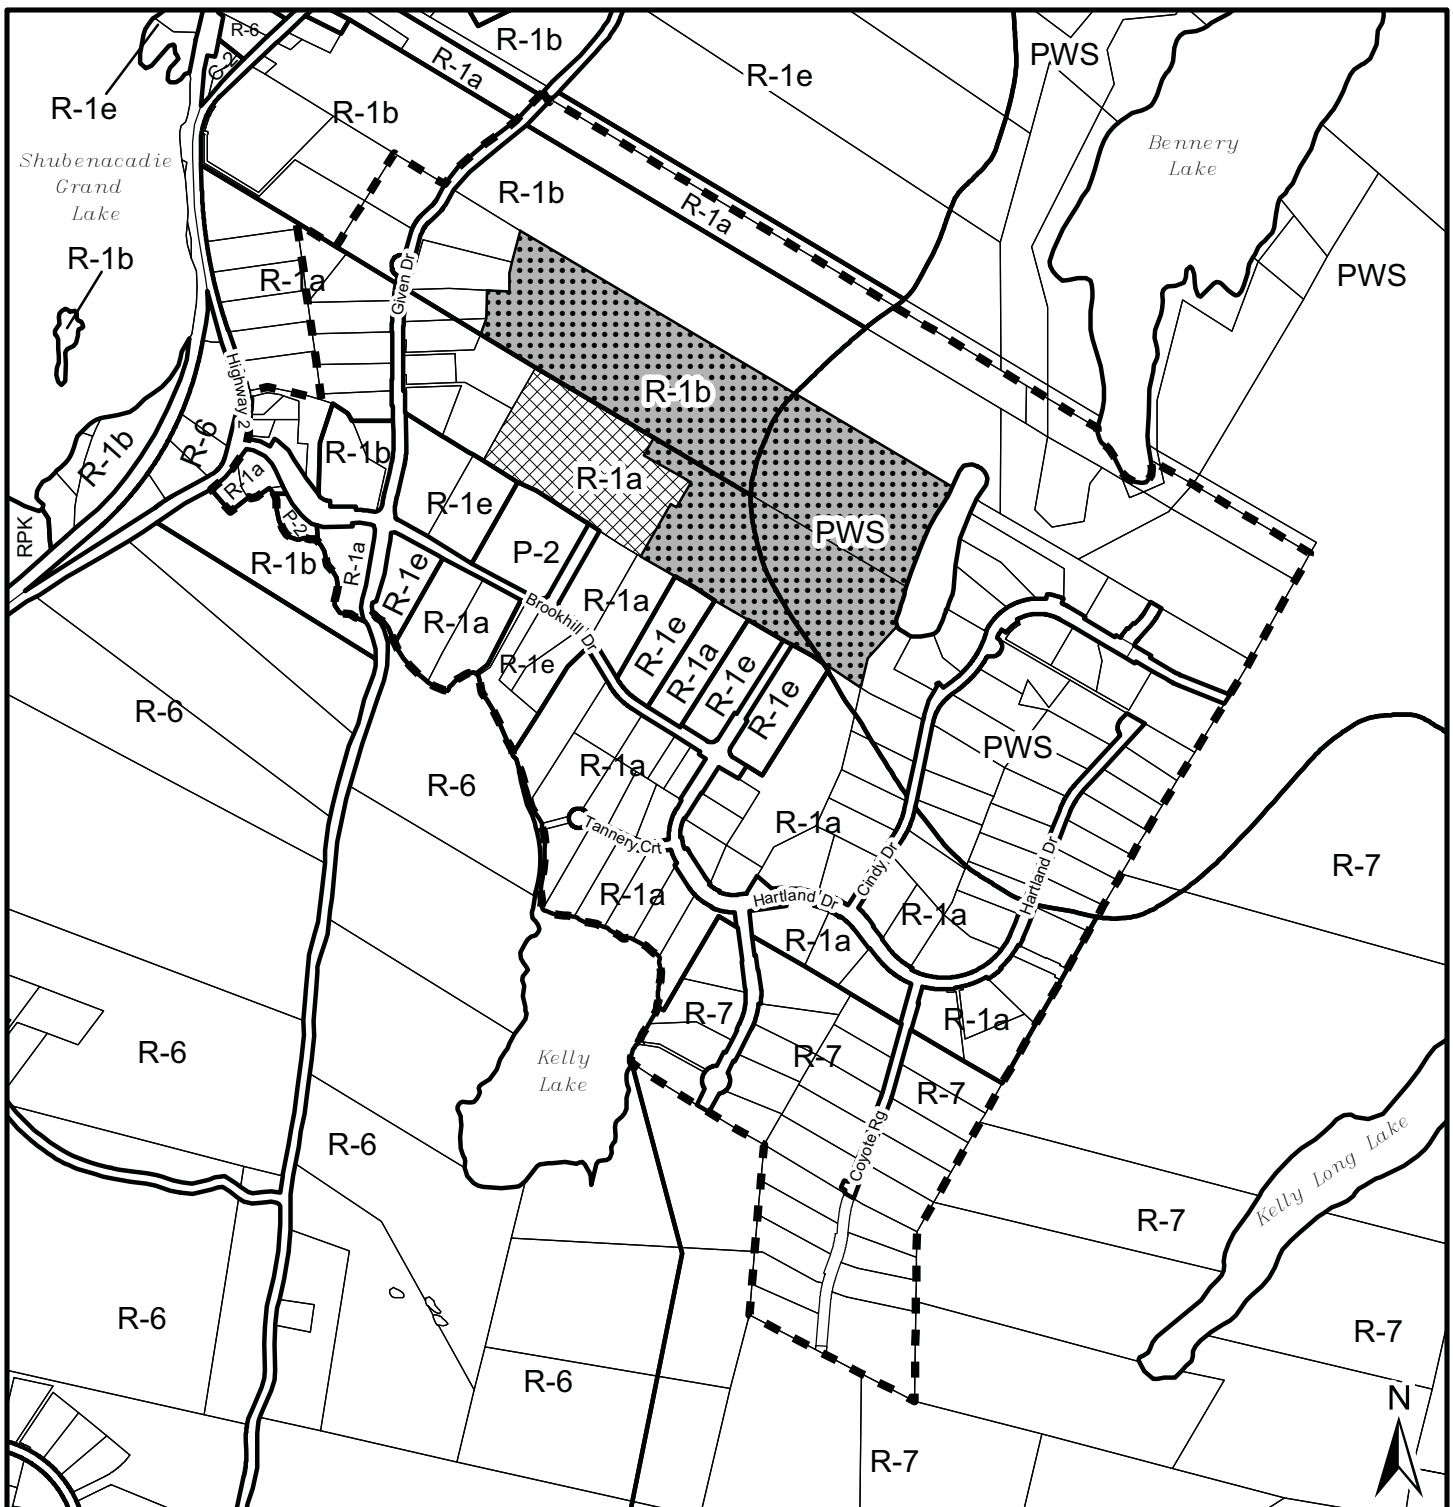 R-6
R-1b
R-1a
R-1e
PWS
C-2
R-1e
R-1b
Bennery
Lake
Shubenacadie
Grand
Lake
R-1b
R-1a
R-1b
R-1a
PWS
Given Dr
Highway 2
R-1b
R-1b
R-6
R-1b
R-1a
R-1a
R-1e
P-2
PWS
RPK
P-2
R-1b
R-1a
R-1e
R-1a
Brookhill Dr
R-1a
R-1e
R-1e
R-1a
R-1e
R-1e
R-6
PWS
R-6
R-1a
Tannery Crt
R-1a
Cindy Dr
Hartland Dr
R-7
R-1a
Hartland Dr
R-1a
R-1a
R-7
R-1a
R-6
Kelly
Lake
R-7
R-7
R-6
Coyote Rg
Kelly Long Lake
R-7
R-6
R-7
R-6
N
R-7